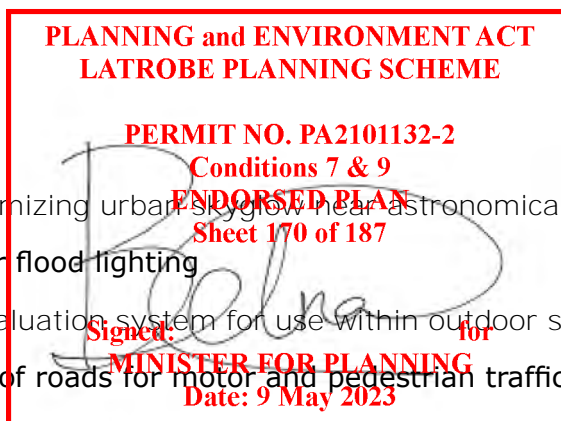 PLANNING and ENVIRONMENT ACT
LATROBE PLANNING SCHEME
PERMIT NO. PA2101132-2
Conditions 7 & 9
mizing urban skyglow near astronomica
ENDORSED PLAN
Sheet 170 of 187
flood lighting
aluation system for use within outdoor s
Signed: for
MINISTER FOR PLANNING
of roads for motor and pedestrian traffic
Date: 9 May 2023